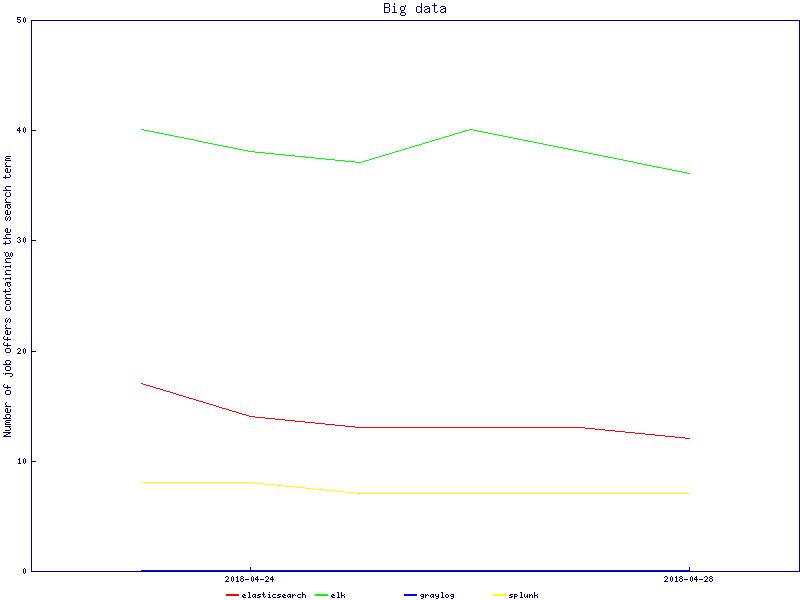 Big data
Number of job offers containing the search term
50
40
30
20
10
0
2018-04-24 2018-04-28
elasticsearch elk graylog splunk